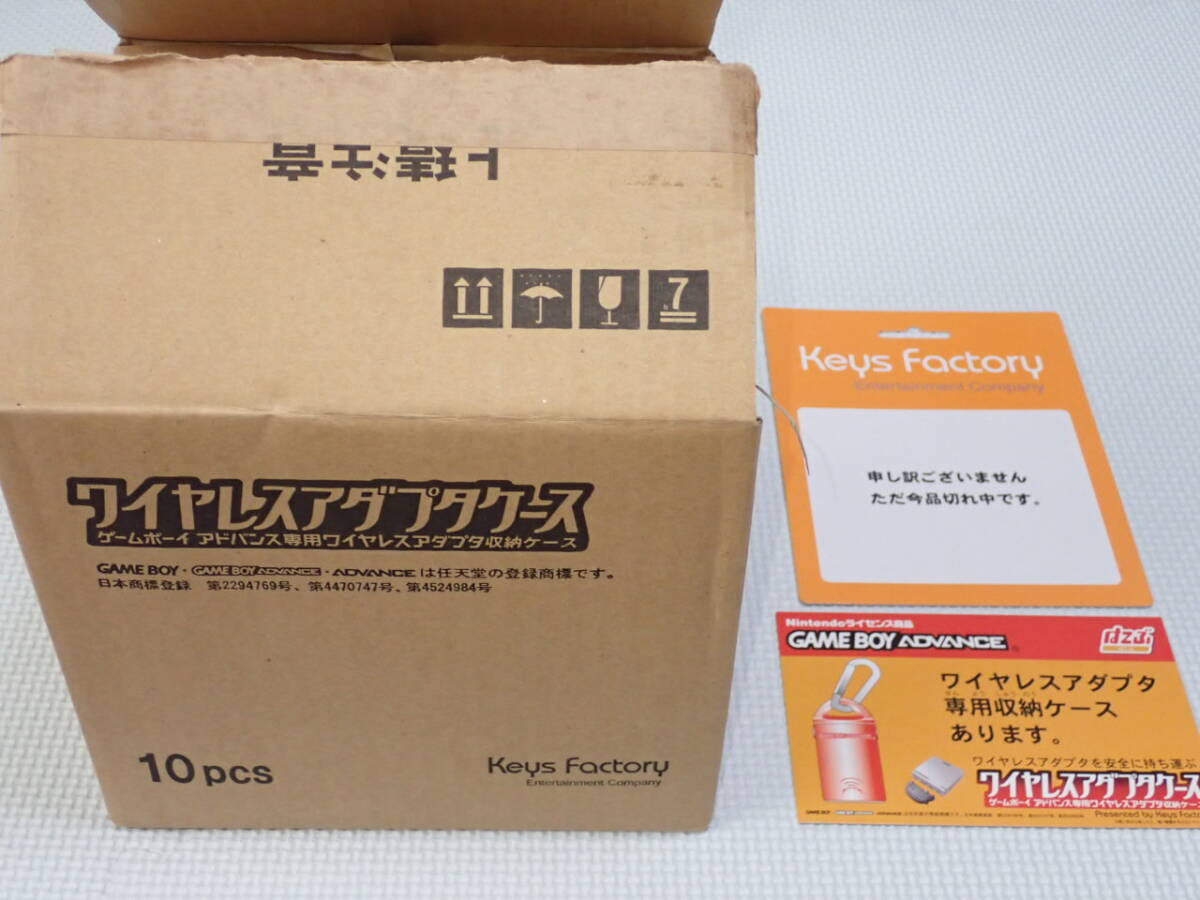 ワイヤレスアダプタケース
ゲームボーイ アドバンス専用ワイヤレスアダプタ収納ケース
GAME BOY・GAME BOY ADVANCE・ADVANCE は任天堂の登録商標です。
日本商標登録 第2294769号、第4470747号、第4524984号
10 pcs
Keys Factory
Entertainment Company
7
Keys Factory
Entertainment Company
申し訳ございません
ただ今品切れ中です。
Nintendoライセンス商品
GAME BOY ADVANCE
はzぷ
ワイヤレスアダプタ
専用収納ケース
あります。
ワイヤレスアダプタを安全に持ち運ぶ
ワイヤレスアダプタケース
ゲームボーイ アドバンス専用ワイヤレスアダプタ収納ケー
Presented by Keys Facto